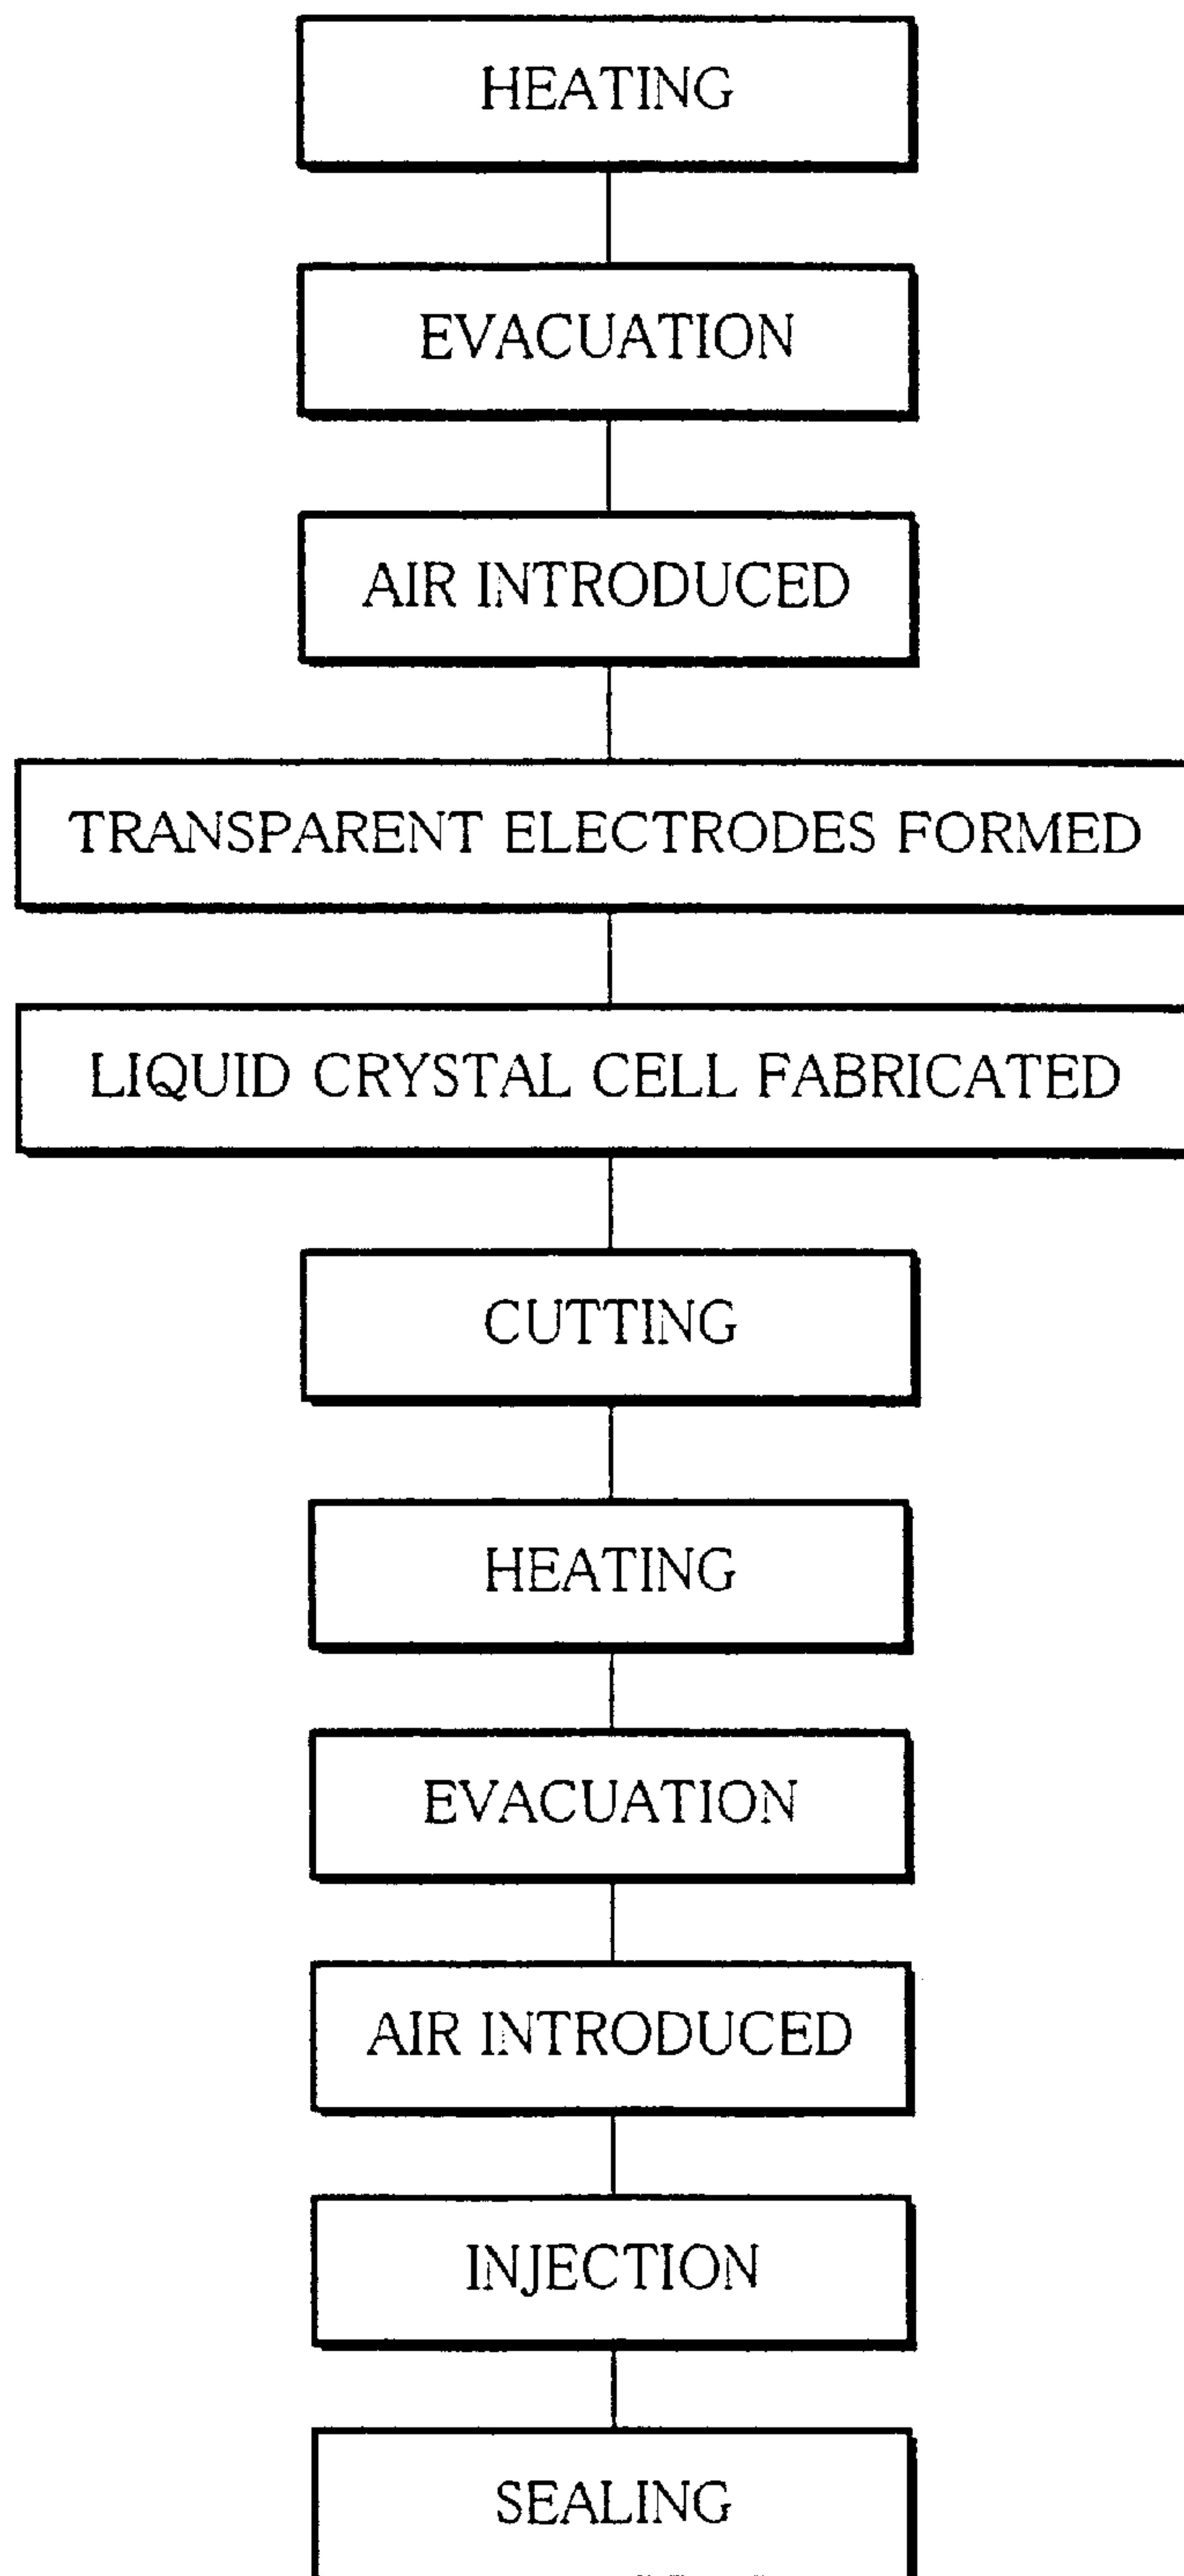 HEATING
EVACUATION
AIR INTRODUCED
TRANSPARENT ELECTRODES FORMED
LIQUID CRYSTAL CELL FABRICATED
CUTTING
HEATING
EVACUATION
AIR INTRODUCED
INJECTION
SEALING